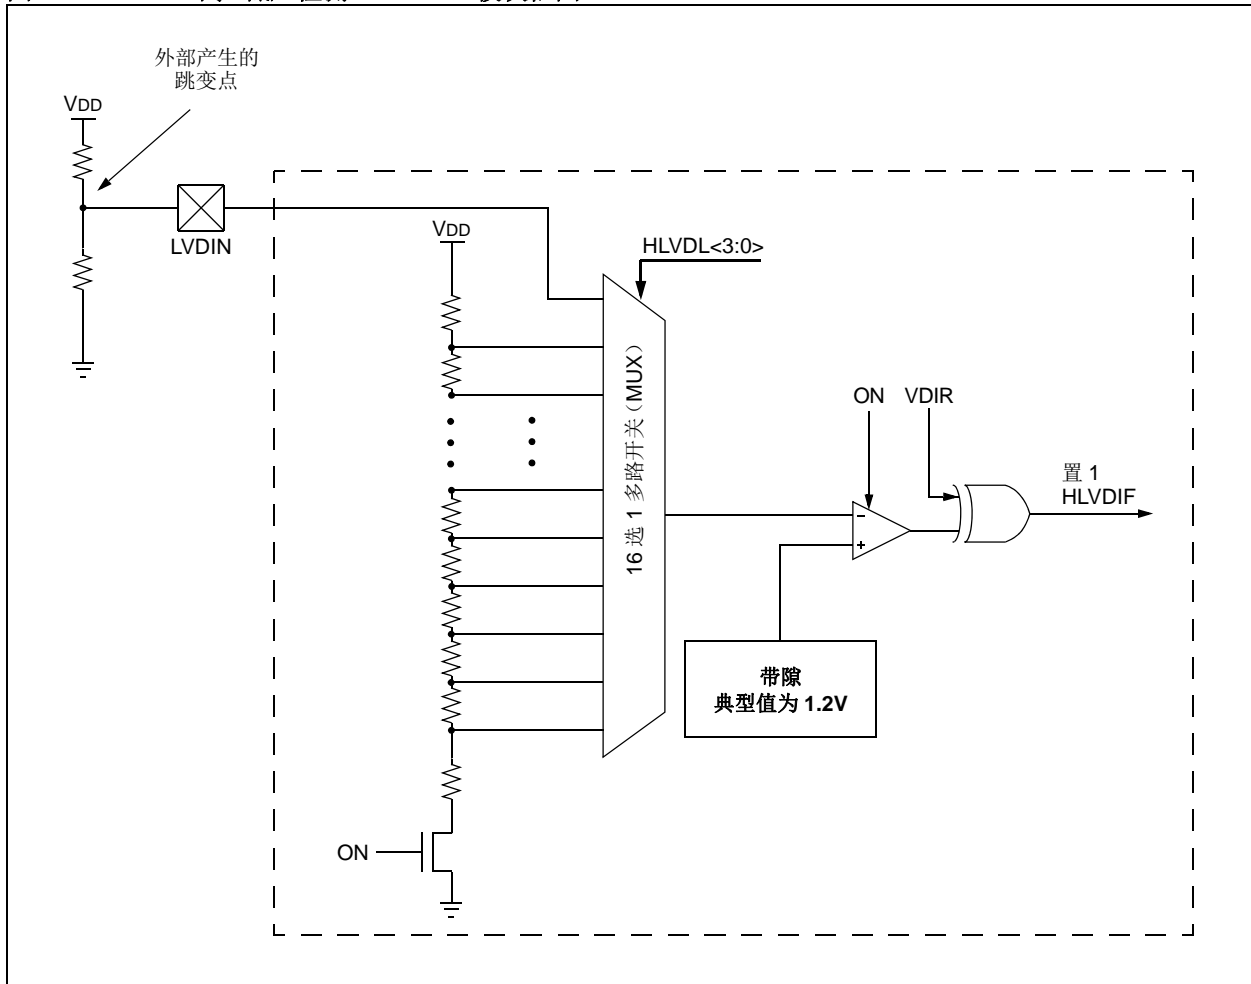 外部产生的
跳变点
VDD
LVDIN
VDD
HLVDL<3:0>
16 选 1 多路开关（MUX）
ON
VDIR
置 1
HLVDIF
-
+
带隙
典型值为 1.2V
ON